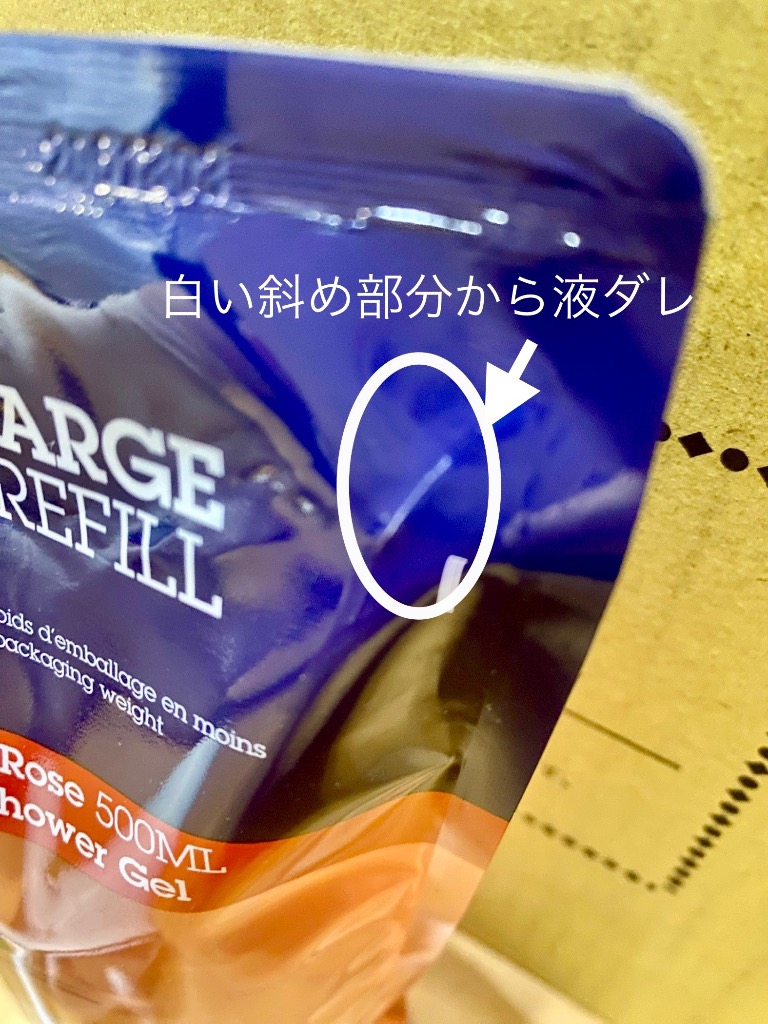 白い斜め部分から液ダレ
ARGE
REFILL
oids d'emballage en moins
packaging weight
Rose 500ML
hower Gel